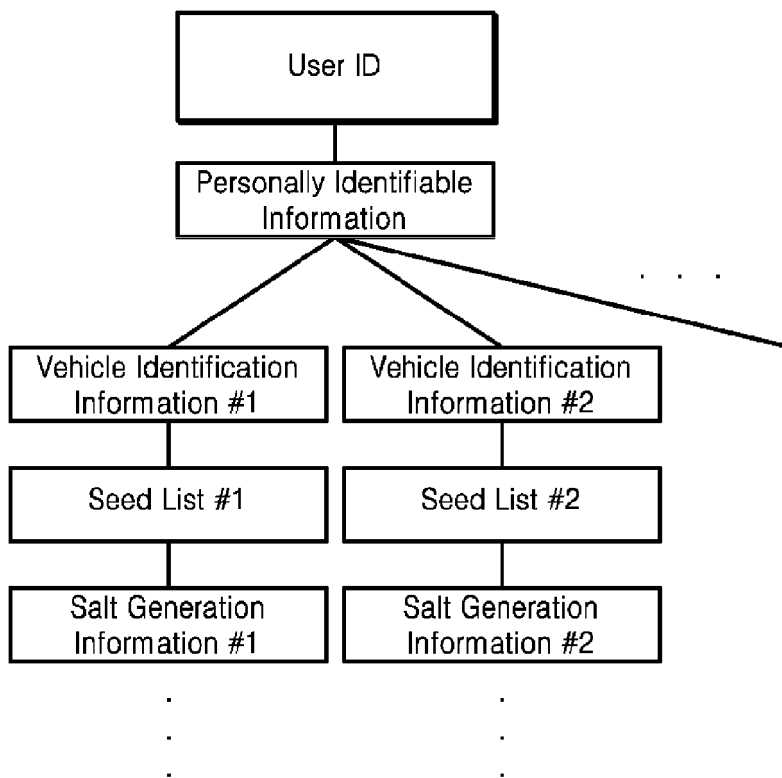 User ID
Personally Identifiable
Information
. . .
Vehicle Identification
Information #1
Vehicle Identification
Information #2
Seed List #1
Seed List #2
Salt Generation
Information #1
Salt Generation
Information #2